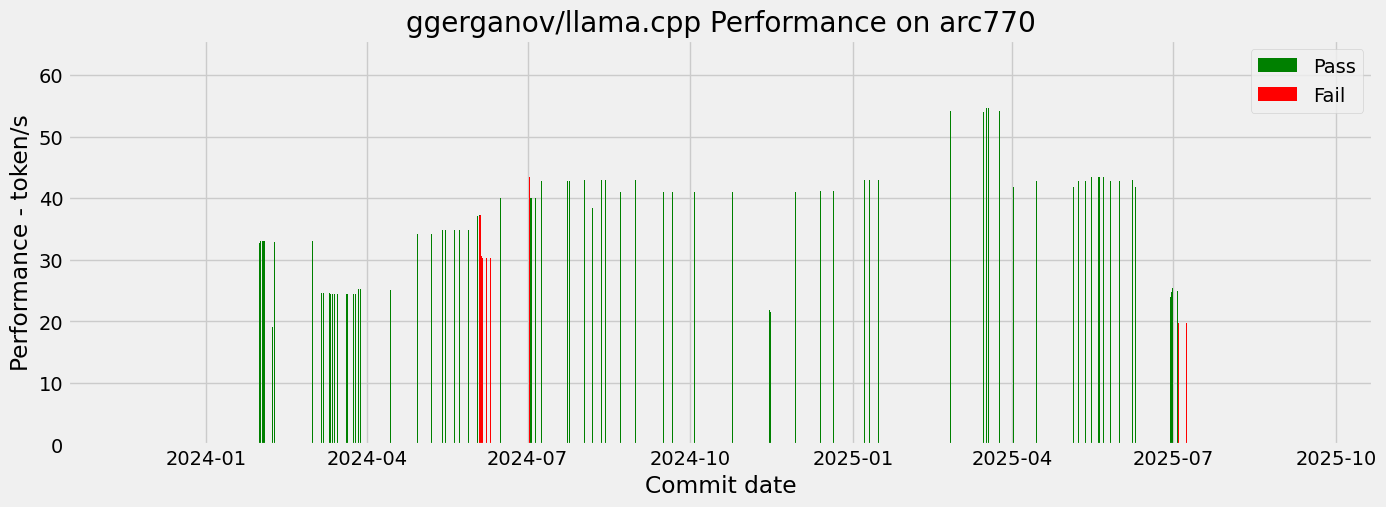 ggerganov/llama.cpp Performance on arc770
Pass
Fail
Performance - token/s
60
50
40
30
20
10
0
2024-01 2024-04 2024-07 2024-10 2025-01 2025-04 2025-07 2025-10
Commit date